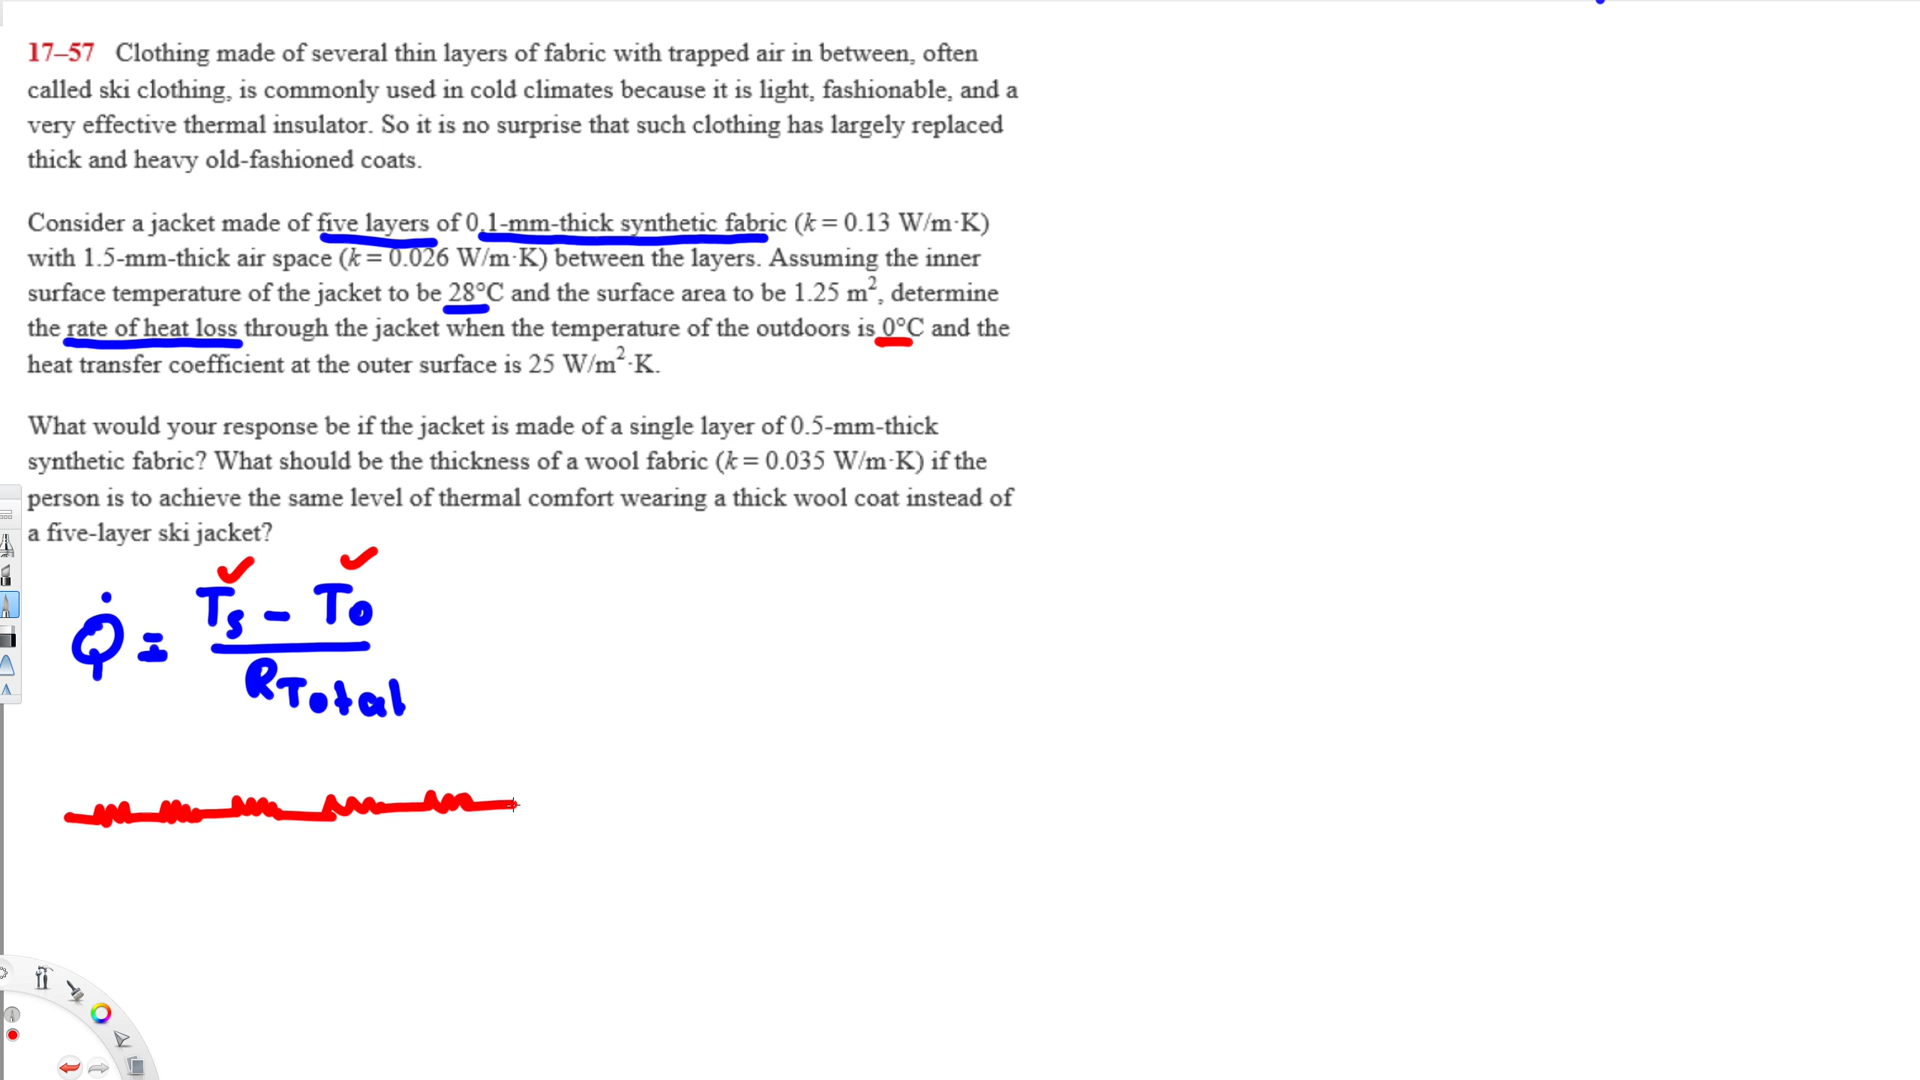 17–57 Clothing made of several thin layers of fabric with trapped air in between, often
called ski clothing, is commonly used in cold climates because it is light, fashionable, and a
very effective thermal insulator. So it is no surprise that such clothing has largely replaced
thick and heavy old-fashioned coats.
Consider a jacket made of five layers of 0.1-mm-thick synthetic fabric (k = 0.13 W/m·K)
with 1.5-mm-thick air space (k = 0.026 W/m·K) between the layers. Assuming the inner
surface temperature of the jacket to be 28°C and the surface area to be 1.25 m², determine
the rate of heat loss through the jacket when the temperature of the outdoors is 0°C and the
heat transfer coefficient at the outer surface is 25 W/m²·K.
What would your response be if the jacket is made of a single layer of 0.5-mm-thick
synthetic fabric? What should be the thickness of a wool fabric (k = 0.035 W/m·K) if the
person is to achieve the same level of thermal comfort wearing a thick wool coat instead of
a five-layer ski jacket?
Ts - To
Q̇ =
RTotal